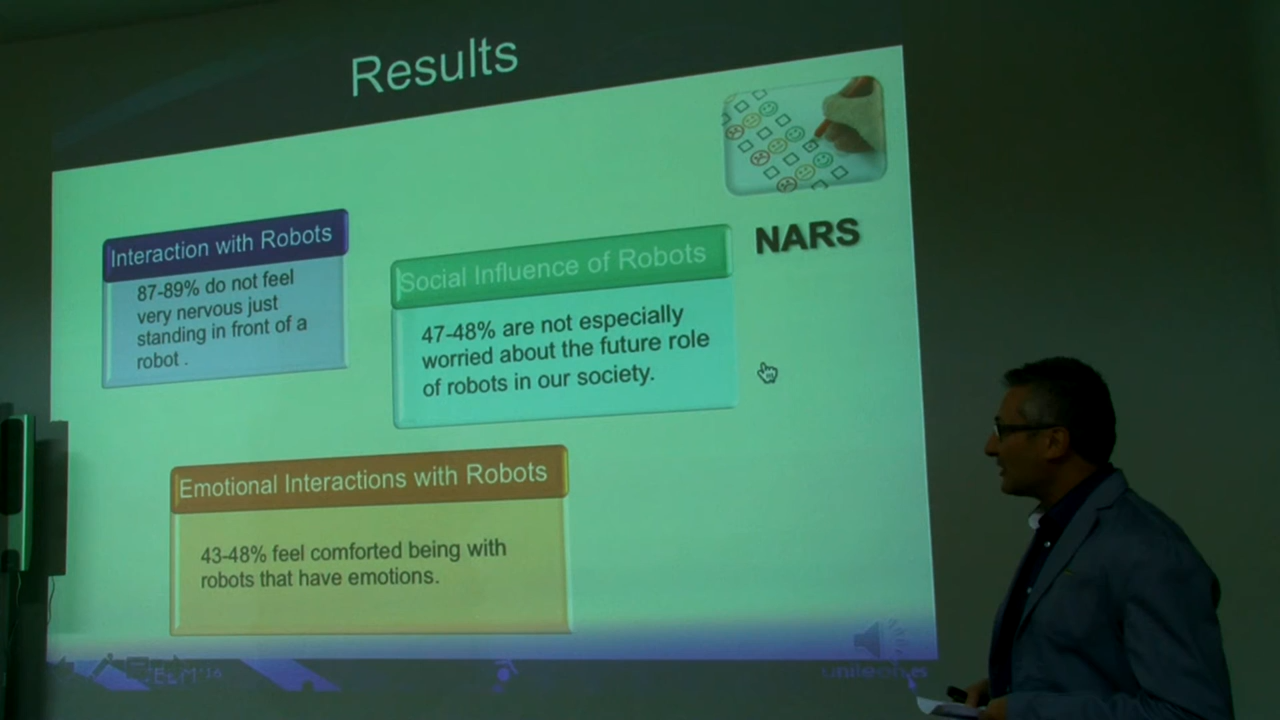 Results
NARS
Interaction with Robots
87-89% do not feel
very nervous just
standing in front of a
robot .
Social Influence of Robots
47-48% are not especially
worried about the future role
of robots in our society.
Emotional Interactions with Robots
43-48% feel comforted being with
robots that have emotions.